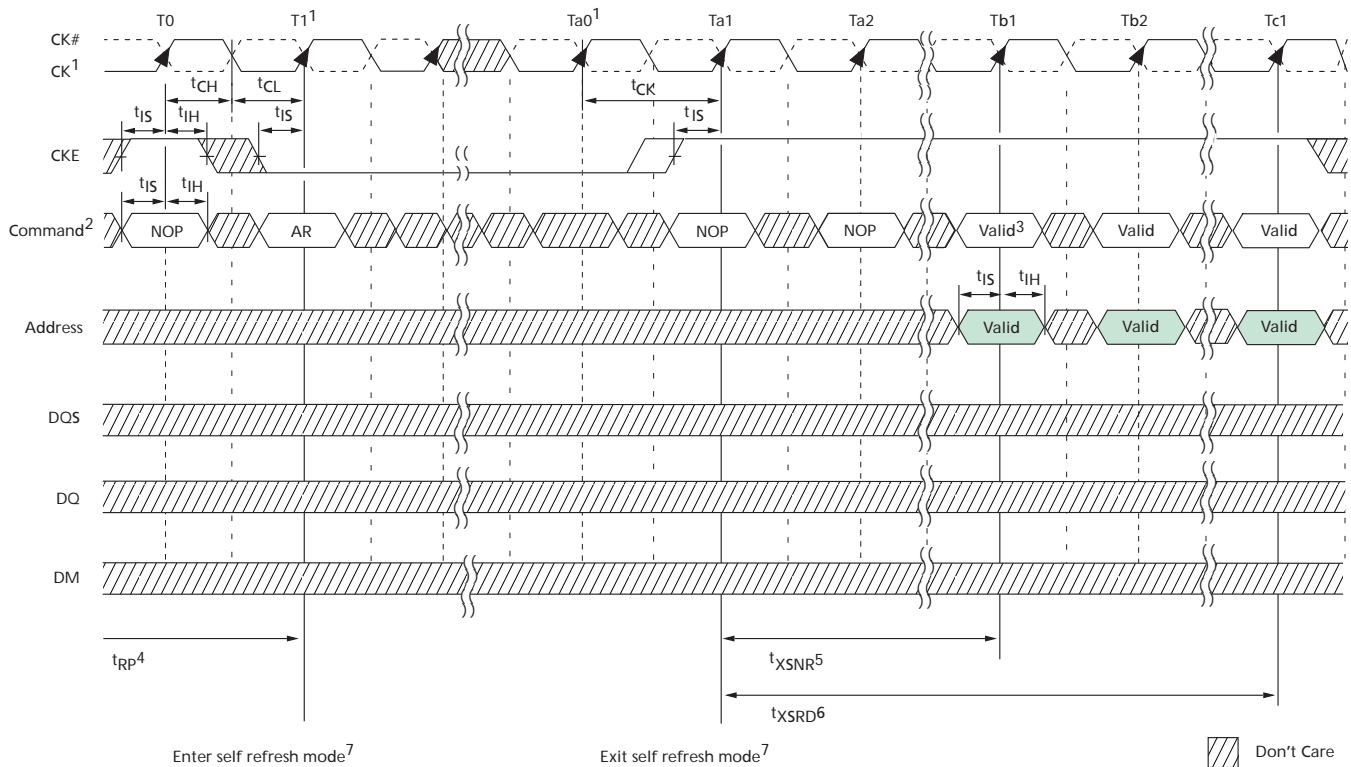 T0 T1¹ Ta0¹ Ta1 Ta2 Tb1 Tb2 Tc1
CK#
CK¹
tCH tCL tCK
tIS tIH tIS tIS
CKE
tIS tIH
Command² NOP AR NOP NOP Valid³ Valid Valid
tIS tIH
Address Valid Valid Valid
DQS
DQ
DM
tRP⁴ tXSNR⁵
tXSRD⁶
Enter self refresh mode⁷ Exit self refresh mode⁷ Don't Care